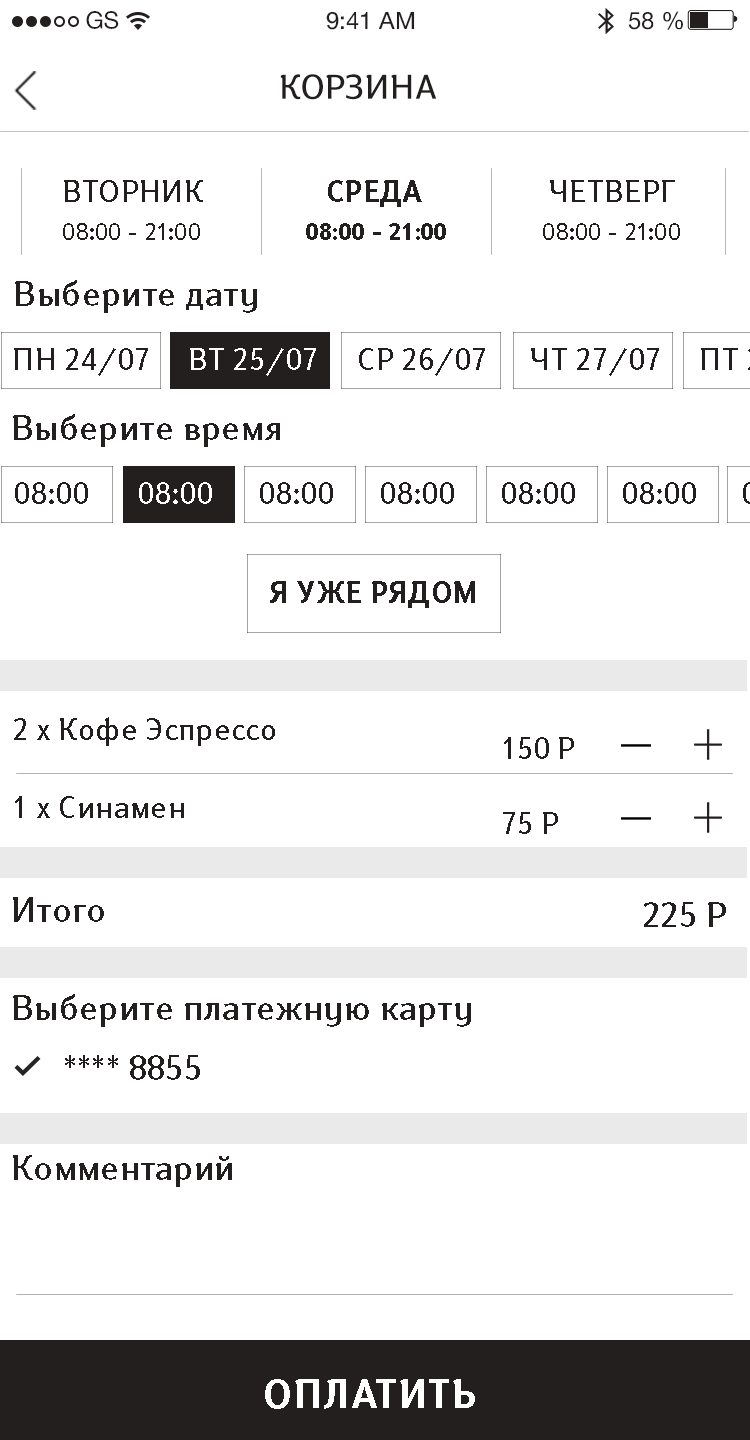 GS 9:41 AM 58 %
КОРЗИНА
ВТОРНИК СРЕДА ЧЕТВЕРГ
08:00 - 21:00 08:00 - 21:00 08:00 - 21:00
Выберите дату
ПН 24/07 ВТ 25/07 СР 26/07 ЧТ 27/07 ПТ
Выберите время
08:00 08:00 08:00 08:00 08:00 08:00
Я УЖЕ РЯДОМ
2 x Кофе Эспрессо 150 Р
1 x Синамен 75 Р
Итого 225 Р
Выберите платежную карту
**** 8855
Комментарий
ОПЛАТИТЬ